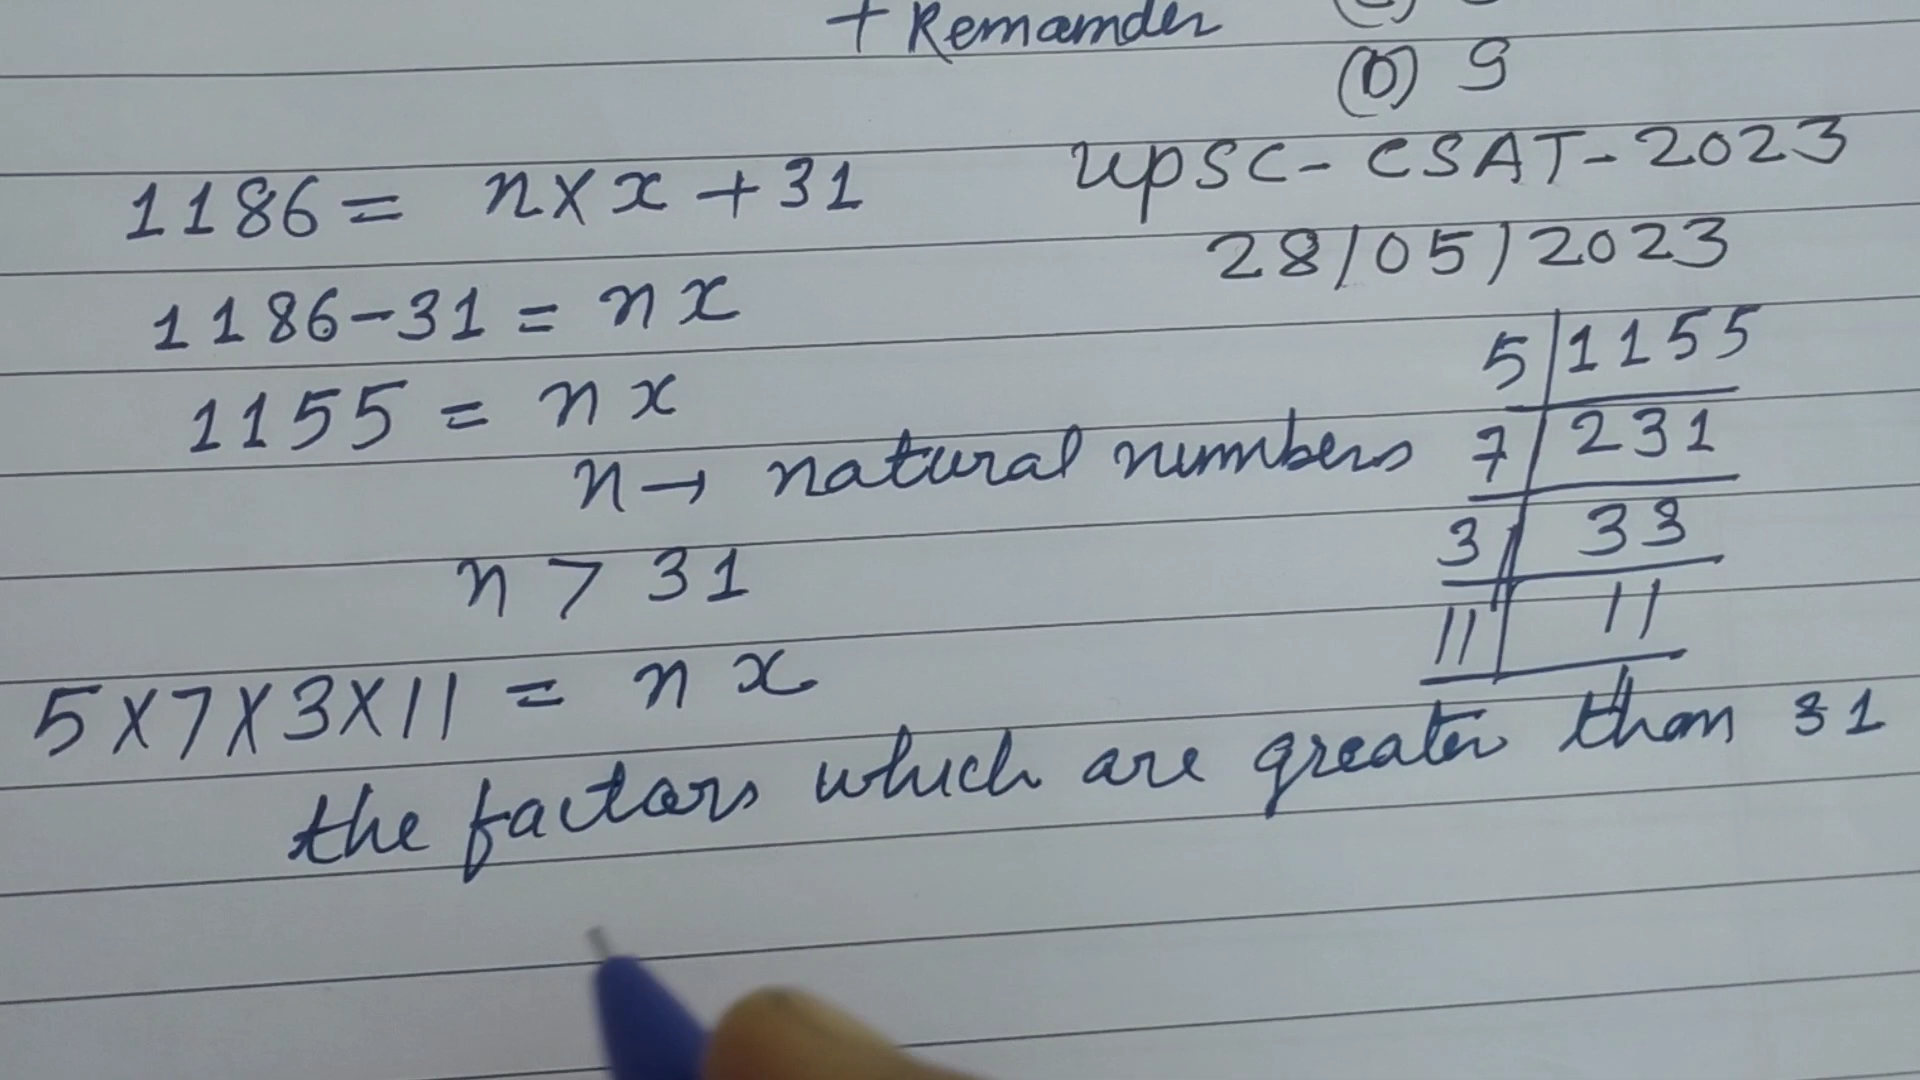 + Remainder
(D) 9
1186 = n x x + 31
UPSC - CSAT - 2023
28/05/2023
1186 - 31 = nx
1155 = nx
n → natural numbers
n > 31
5 | 1155
7 | 231
3 | 33
11 | 11
5 x 7 x 3 x 11 = nx
the factors which are greater than 31